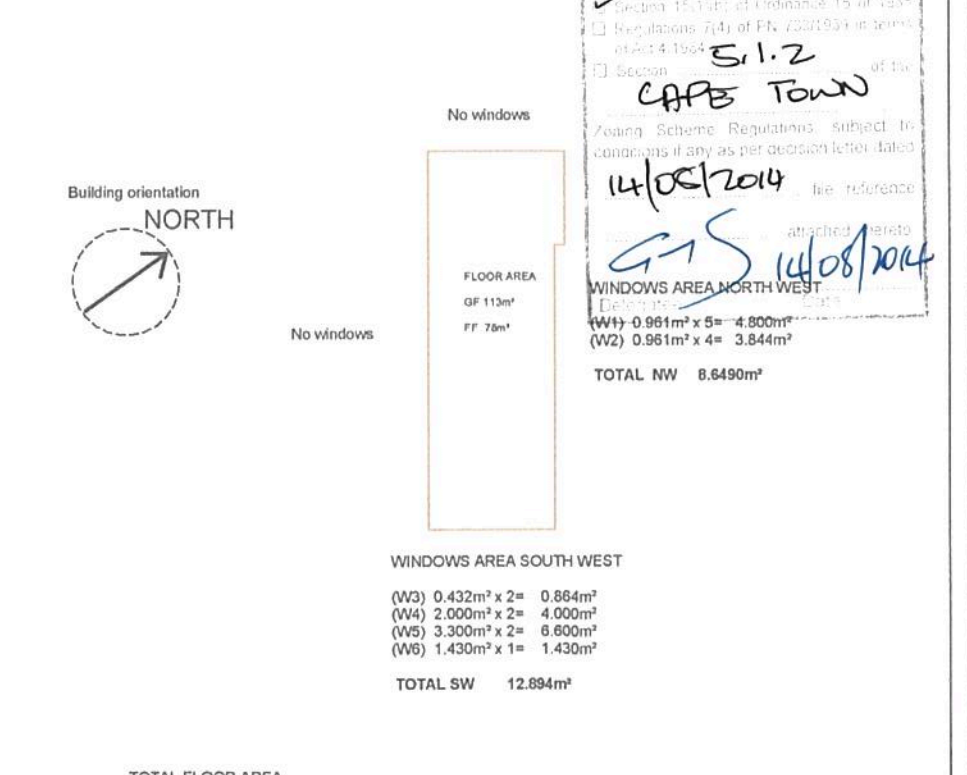 Section 15(1)(b) of Ordinance 15 of
Regulations 7(4) of PN 733/1939 in terms
of Act 4.1984
5.1.2
Section of the
CAPE TOWN
Zoning Scheme Regulations, subject to
conditions if any as per decision letter dated
14/08/2014 file reference
attached hereto
14/08/2014
Delegates Date
No windows
Building orientation
NORTH
FLOOR AREA
GF 113m²
FF 76m²
No windows
WINDOWS AREA NORTH WEST
(W1) 0.961m² x 5= 4.800m²
(W2) 0.961m² x 4= 3.844m²
TOTAL NW 8.6490m²
WINDOWS AREA SOUTH WEST
(W3) 0.432m² x 2= 0.864m²
(W4) 2.000m² x 2= 4.000m²
(W5) 3.300m² x 2= 6.600m²
(W6) 1.430m² x 1= 1.430m²
TOTAL SW 12.894m²
TOTAL FLOOR AREA